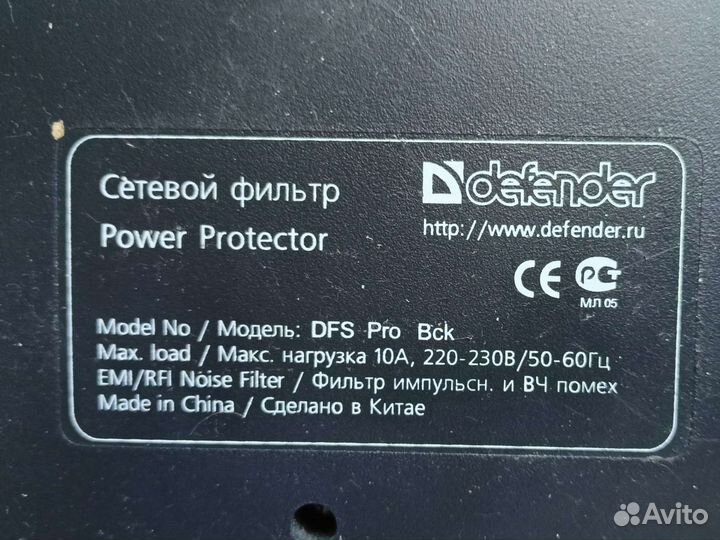 Сетевой фильтр
Power Protector
defender
http://www.defender.ru
CE PCT
МЛ 05
Model No / Модель: DFS Pro Bck
Max. load / Макс. нагрузка 10А, 220-230В/50-60Гц
EMI/RFI Noise Filter / Фильтр импульсн. и ВЧ помех
Made in China / Сделано в Китае
Avito